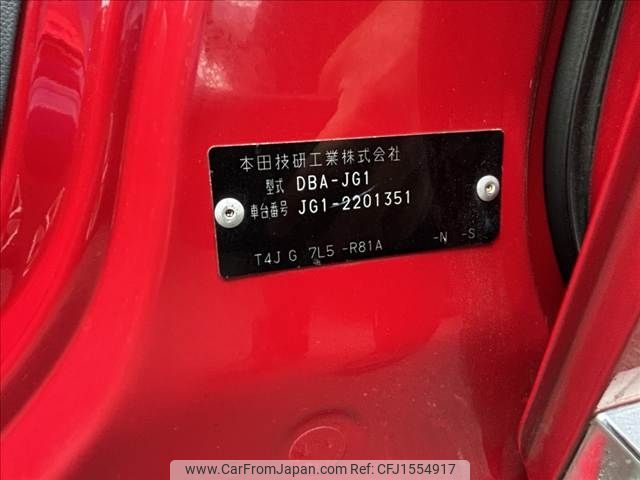 本田技研工業株式会社
型式 DBA-JG1
車台番号 JG1-2201351
T4J G 7L5 -R81A -N -S
www.CarFromJapan.com - CFJ1554917